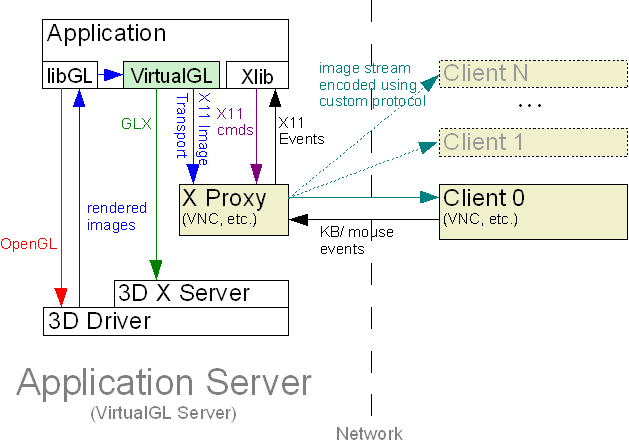 Application
libGL
VirtualGL
Xlib
image stream
encoded using
custom protocol
Client N
...
Client 1
GLX
X11 Image
Transport
X11
cmds
X11
Events
X Proxy
(VNC, etc.)
Client 0
(VNC, etc.)
rendered
images
OpenGL
KB/ mouse
events
3D X Server
3D Driver
Application Server
(VirtualGL Server)
Network